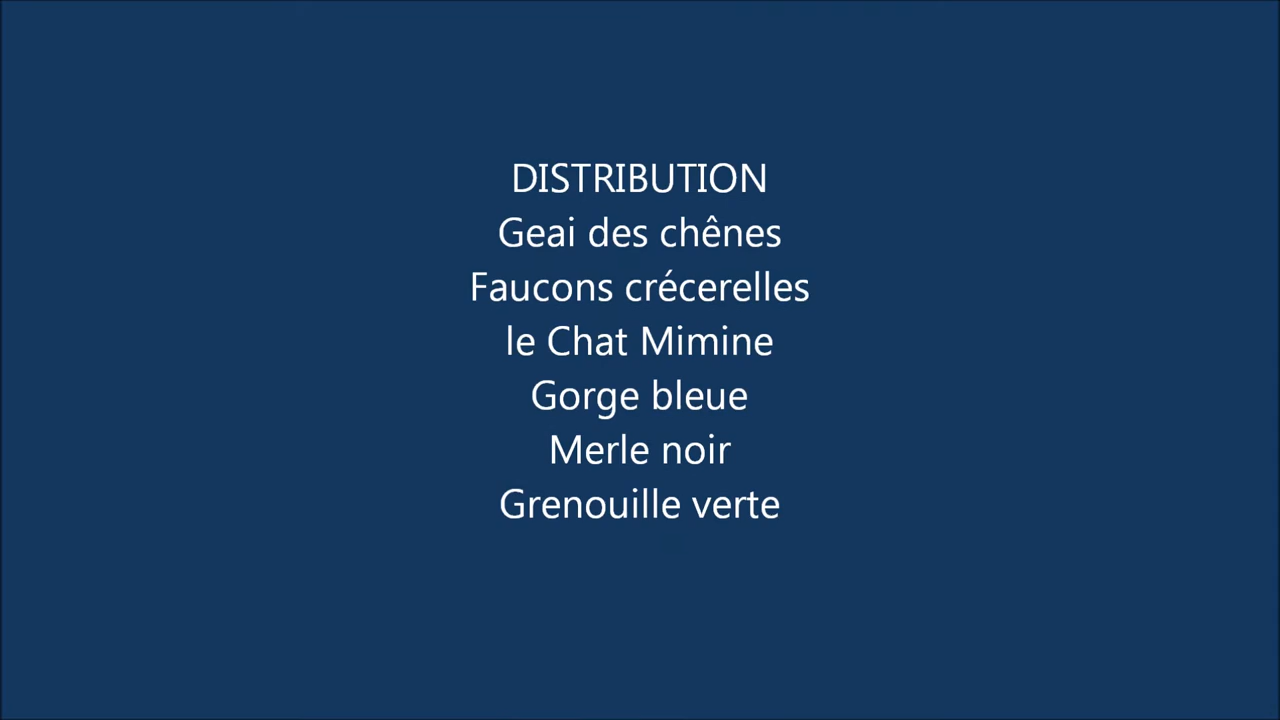 DISTRIBUTION
Geai des chênes
Faucons crécerelles
le Chat Mimine
Gorge bleue
Merle noir
Grenouille verte